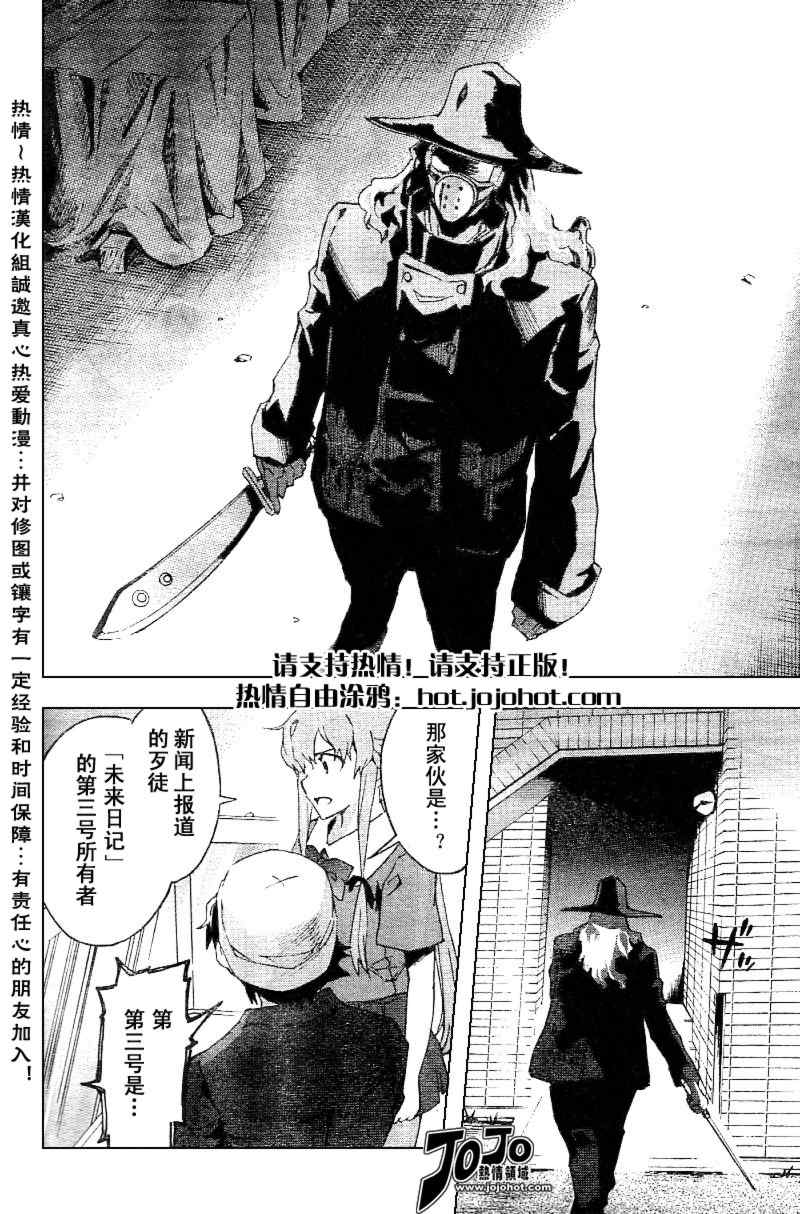 热情~热情漢化組誠邀真心热爱動漫…并对修图或镶字有一定经验和时间保障…有责任心的朋友加入！
请支持热情！请支持正版！
热情自由涂鸦：hot.jojohot.com
那家伙是…？
新闻上报道
的歹徒
「未来日记」
的第三号所有者
第
第三号是…
ザッ
JOJO
熱情領域
www.jojohot.com